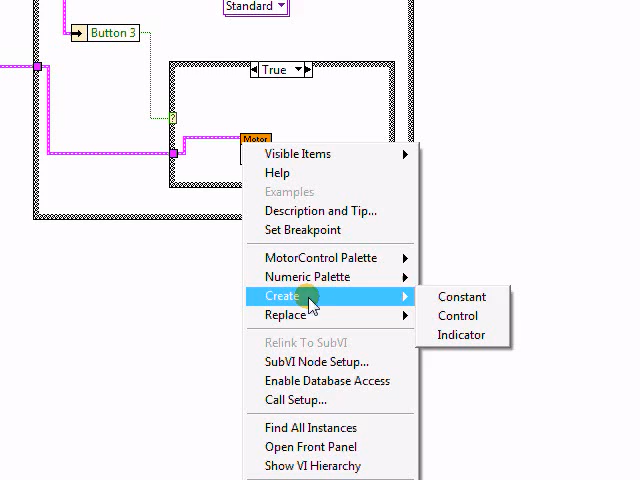 Standard
Button 3
True
?
Motor
Visible Items
Help
Examples
Description and Tip...
Set Breakpoint
MotorControl Palette
Numeric Palette
Create
Constant
Control
Replace
Indicator
Relink To SubVI
SubVI Node Setup...
Enable Database Access
Call Setup...
Find All Instances
Open Front Panel
Show VI Hierarchy